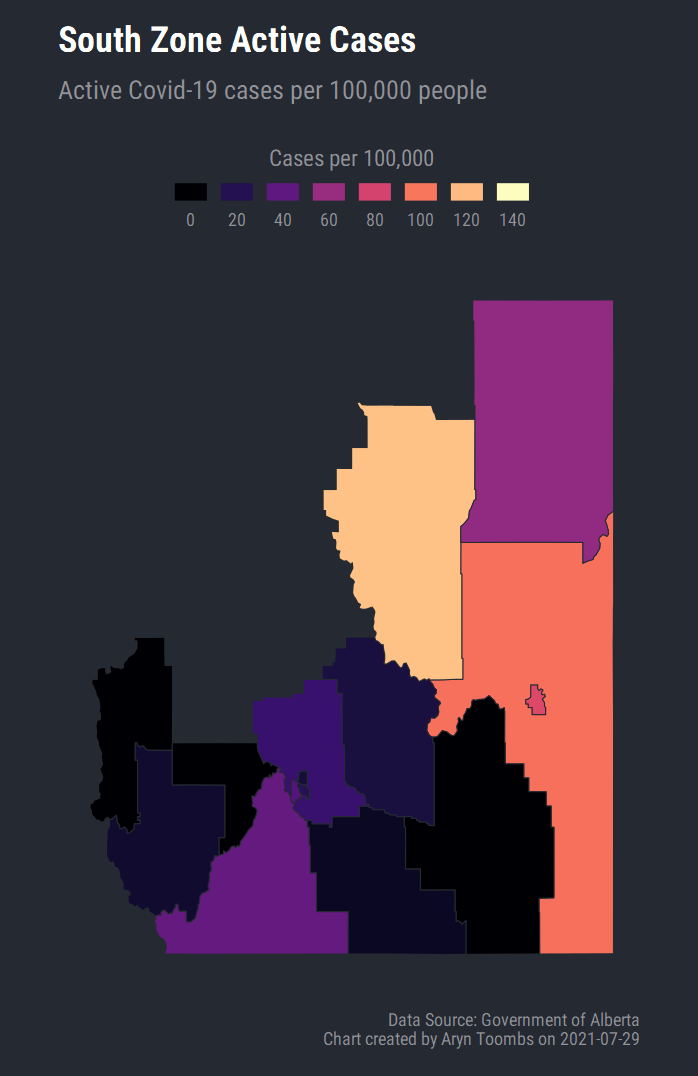 South Zone Active Cases
Active Covid-19 cases per 100,000 people
Cases per 100,000
0 20 40 60 80 100 120 140
Data Source: Government of Alberta
Chart created by Aryn Toombs on 2021-07-29